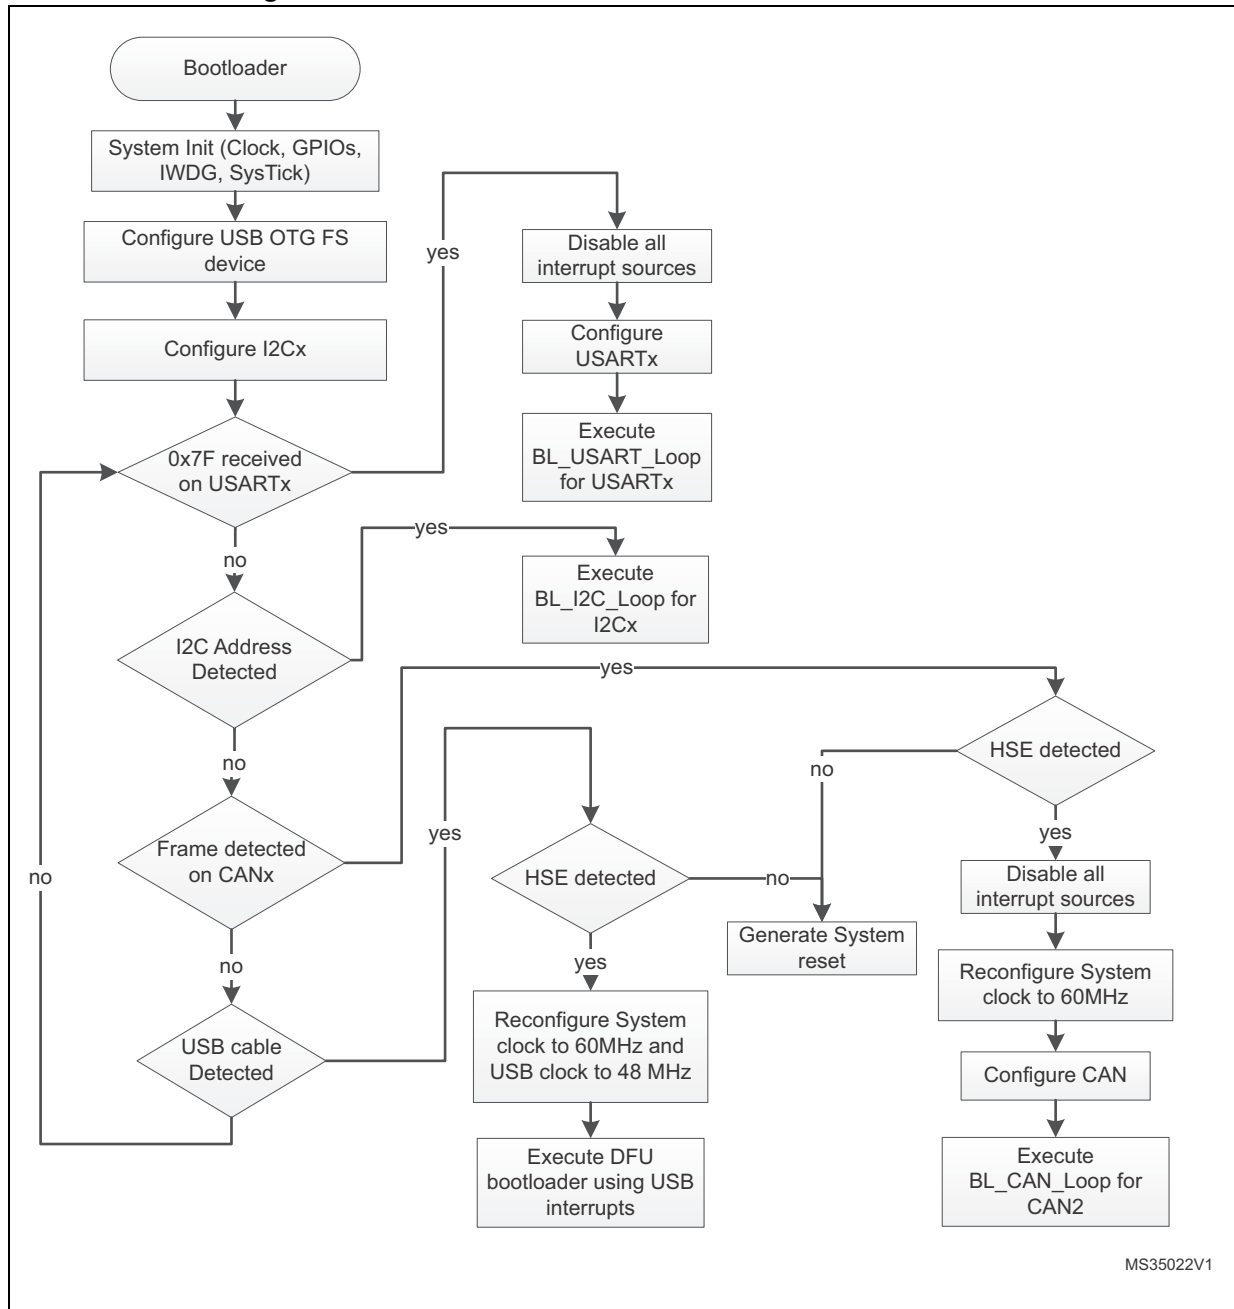 Bootloader
System Init (Clock, GPIOs,
IWDG, SysTick)
Configure USB OTG FS
device
yes
Disable all
interrupt sources
Configure I2Cx
Configure
USARTx
0x7F received
on USARTx
Execute
BL_USART_Loop
for USARTx
no
yes
Execute
BL_I2C_Loop for
I2Cx
I2C Address
Detected
yes
no
HSE detected
no
yes
yes
Frame detected
on CANx
no
HSE detected
no
Disable all
interrupt sources
Generate System
reset
no
yes
Reconfigure System
clock to 60MHz
Reconfigure System
clock to 60MHz and
USB clock to 48 MHz
USB cable
Detected
Configure CAN
Execute DFU
bootloader using USB
interrupts
Execute
BL_CAN_Loop for
CAN2
MS35022V1